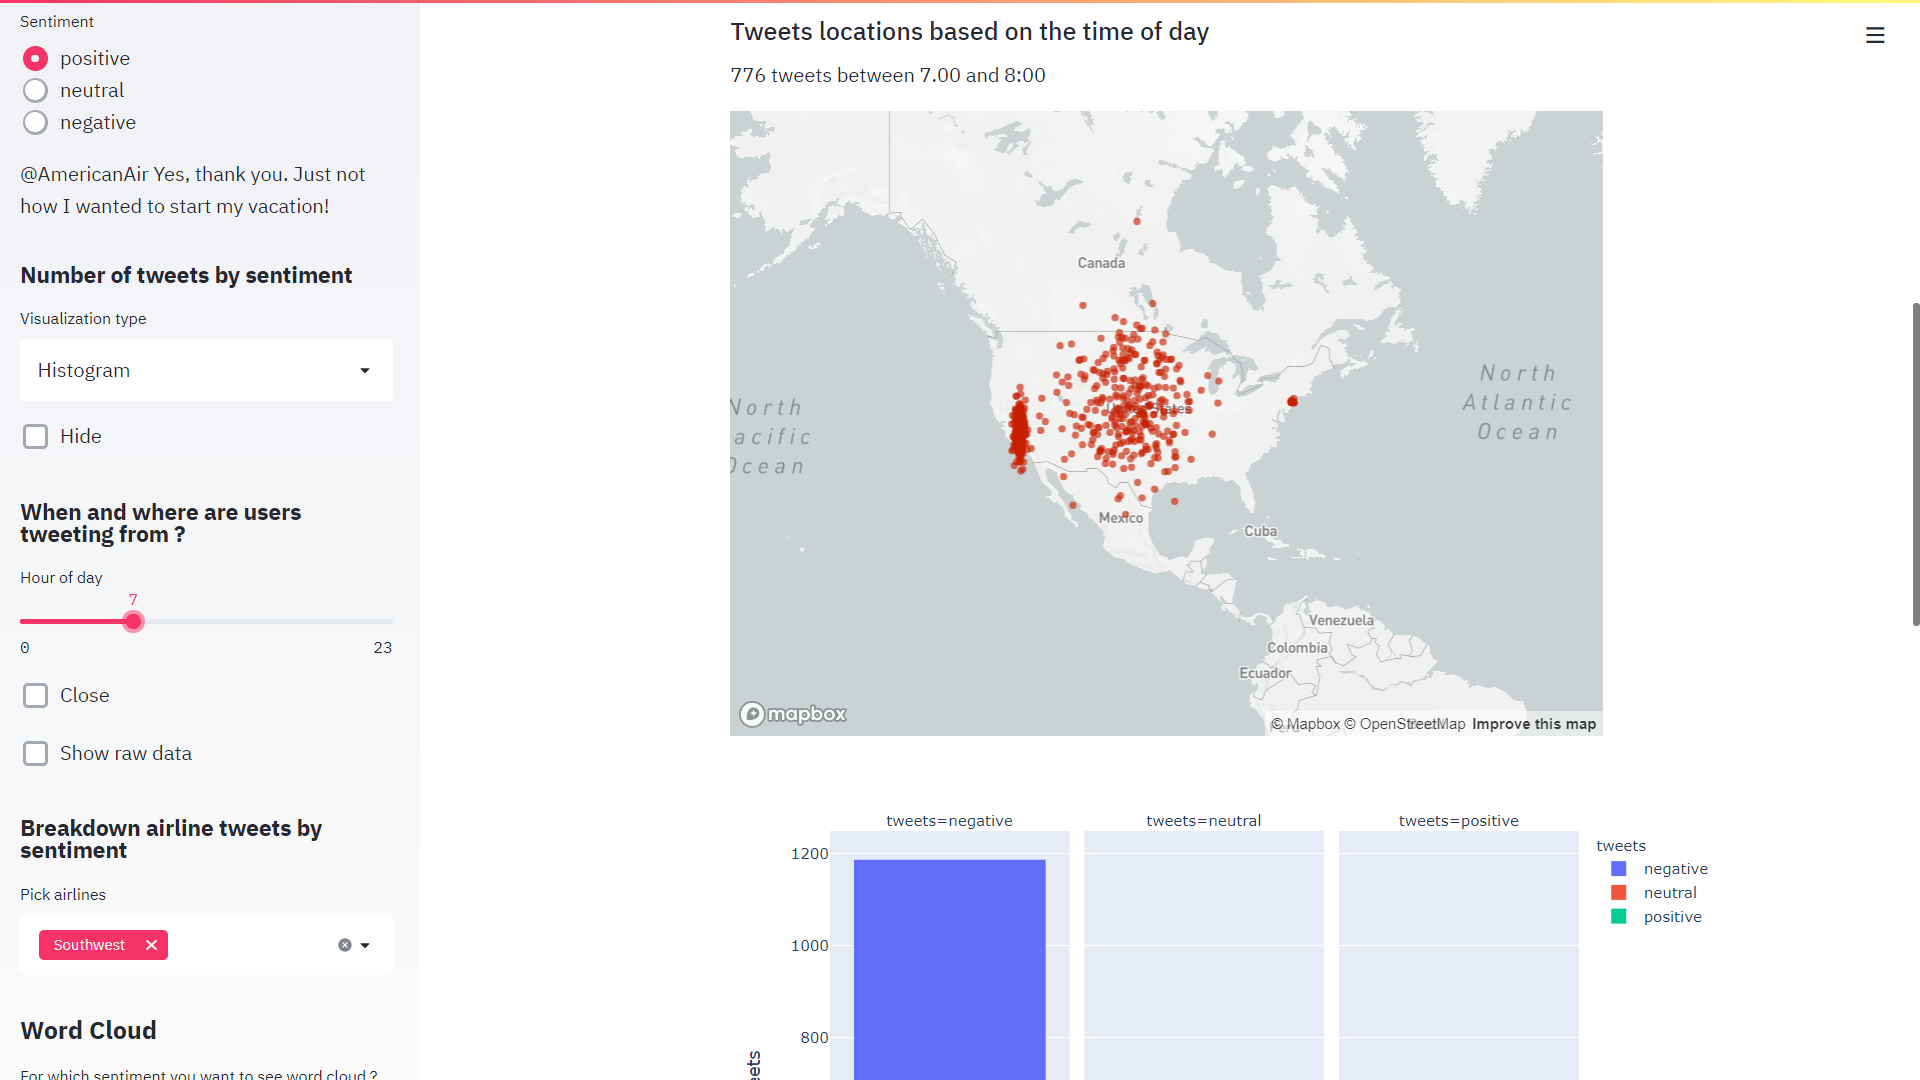 Sentiment
positive
neutral
negative
@AmericanAir Yes, thank you. Just not
how I wanted to start my vacation!
Number of tweets by sentiment
Visualization type
Histogram
Hide
When and where are users
tweeting from ?
Hour of day
7
0 23
Close
Show raw data
Breakdown airline tweets by
sentiment
Pick airlines
Southwest
Word Cloud
For which sentiment you want to see word cloud ?
Tweets locations based on the time of day
776 tweets between 7.00 and 8:00
Canada
United States
Mexico
Cuba
Venezuela
Colombia
Ecuador
North
acific
Ocean
North
Atlantic
Ocean
mapbox
© Mapbox © OpenStreetMap Improve this map
tweets=negative tweets=neutral tweets=positive
1200
1000
800
tweets
negative
neutral
positive